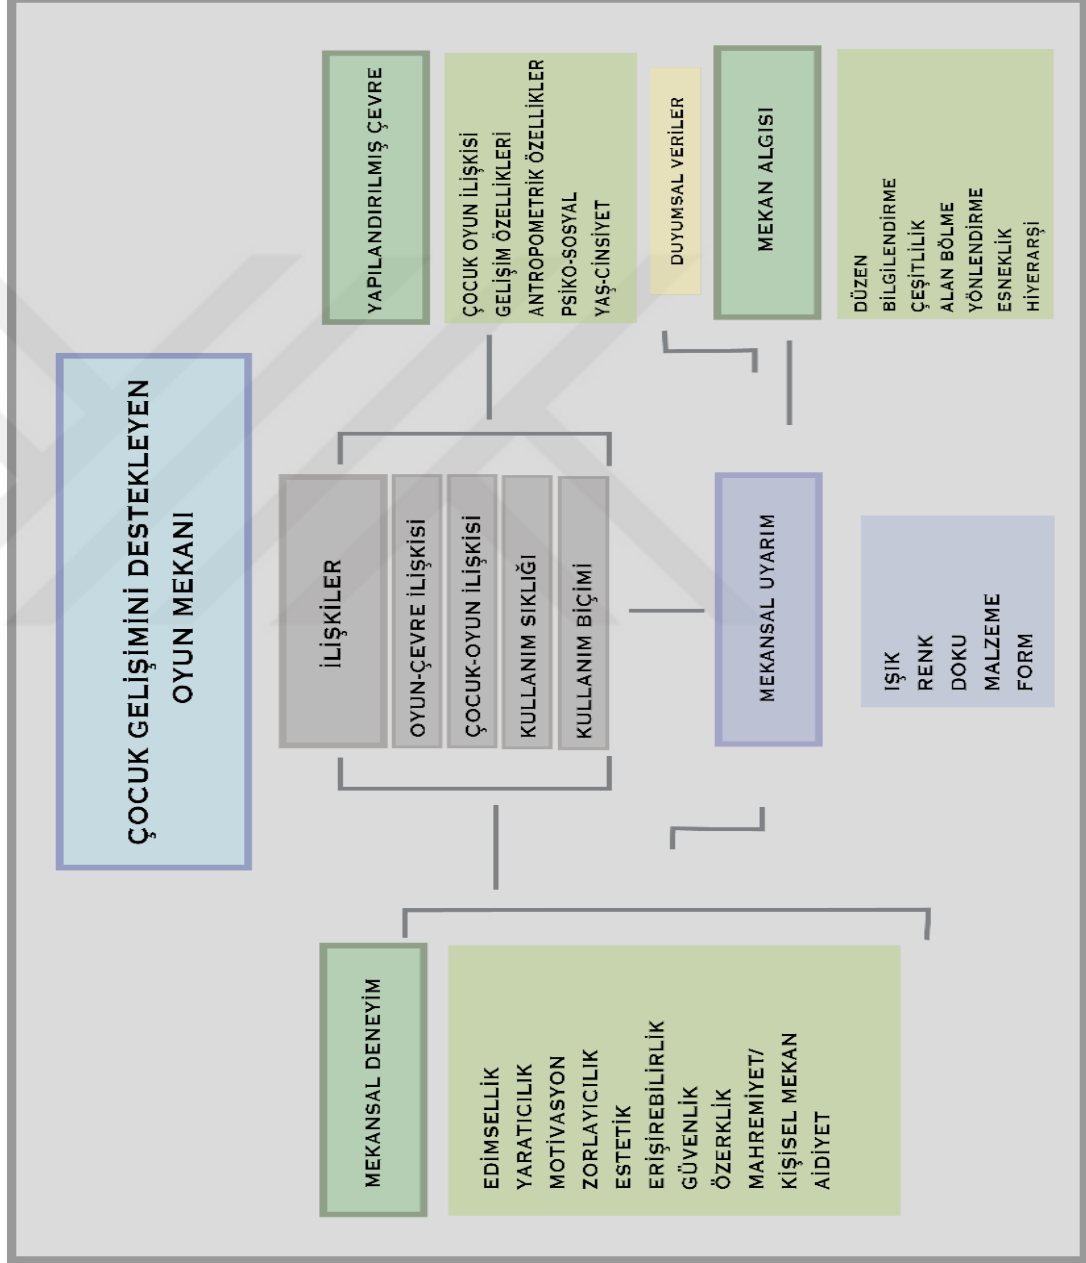 ÇOCUK GELİŞİMİNİ DESTEKLEYEN
OYUN MEKANI
MEKANSAL DENEYİM
EDİMSELLİK
YARATICILIK
MOTİVASYON
ZORLAYICILIK
ESTETİK
ERİŞİREBİLİRLİK
GÜVENLİK
ÖZERKLİK
MAHREMİYET/
KİŞİSEL MEKAN
AİDİYET
İLİŞKİLER
OYUN-ÇEVRE İLİŞKİSİ
ÇOCUK-OYUN İLİŞKİSİ
KULLANIM SIKLIĞI
KULLANIM BİÇİMİ
MEKANSAL UYARIM
IŞIK
RENK
DOKU
MALZEME
FORM
YAPILANDIRILMIŞ ÇEVRE
ÇOCUK OYUN İLİŞKİSİ
GELİŞİM ÖZELLİKLERİ
ANTROPOMETRİK ÖZELLİKLER
PSİKO-SOSYAL
YAŞ-CİNSİYET
DUYUMSAL VERİLER
MEKAN ALGISI
DÜZEN
BİLGİLENDİRME
ÇEŞİTLİLİK
ALAN BÖLME
YÖNLENDİRME
ESNEKLİK
HİYERARŞİ